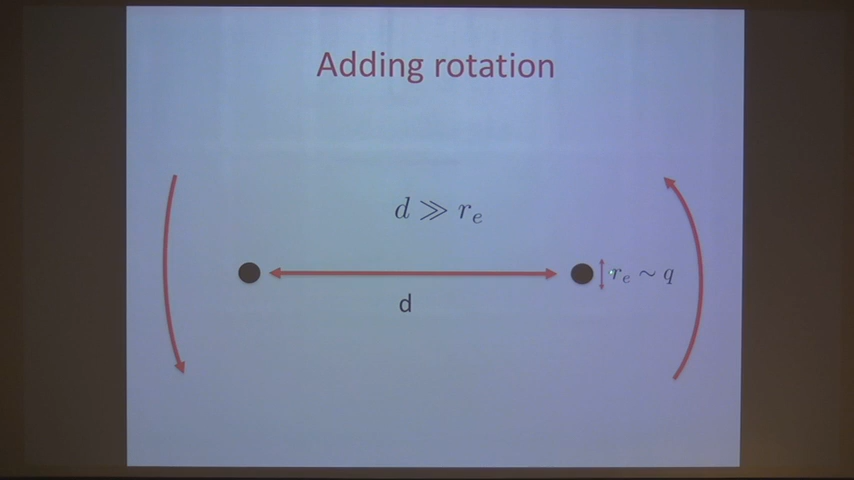 Adding rotation
d ≫ r_e
r_e ∼ q
d